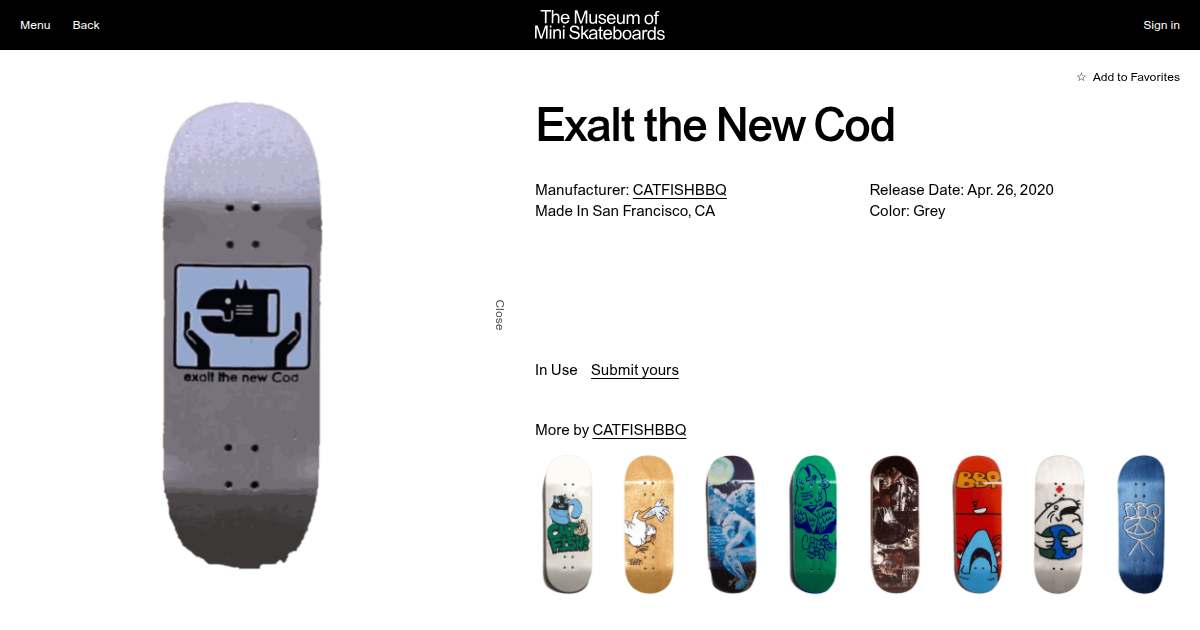 Menu
Back
The Museum of
Mini Skateboards
Sign in
☆ Add to Favorites
Exalt the New Cod
Manufacturer: CATFISHBBQ
Made In San Francisco, CA
Release Date: Apr. 26, 2020
Color: Grey
exalt the new Cod
Close
In Use
Submit yours
More by CATFISHBBQ
BBQ